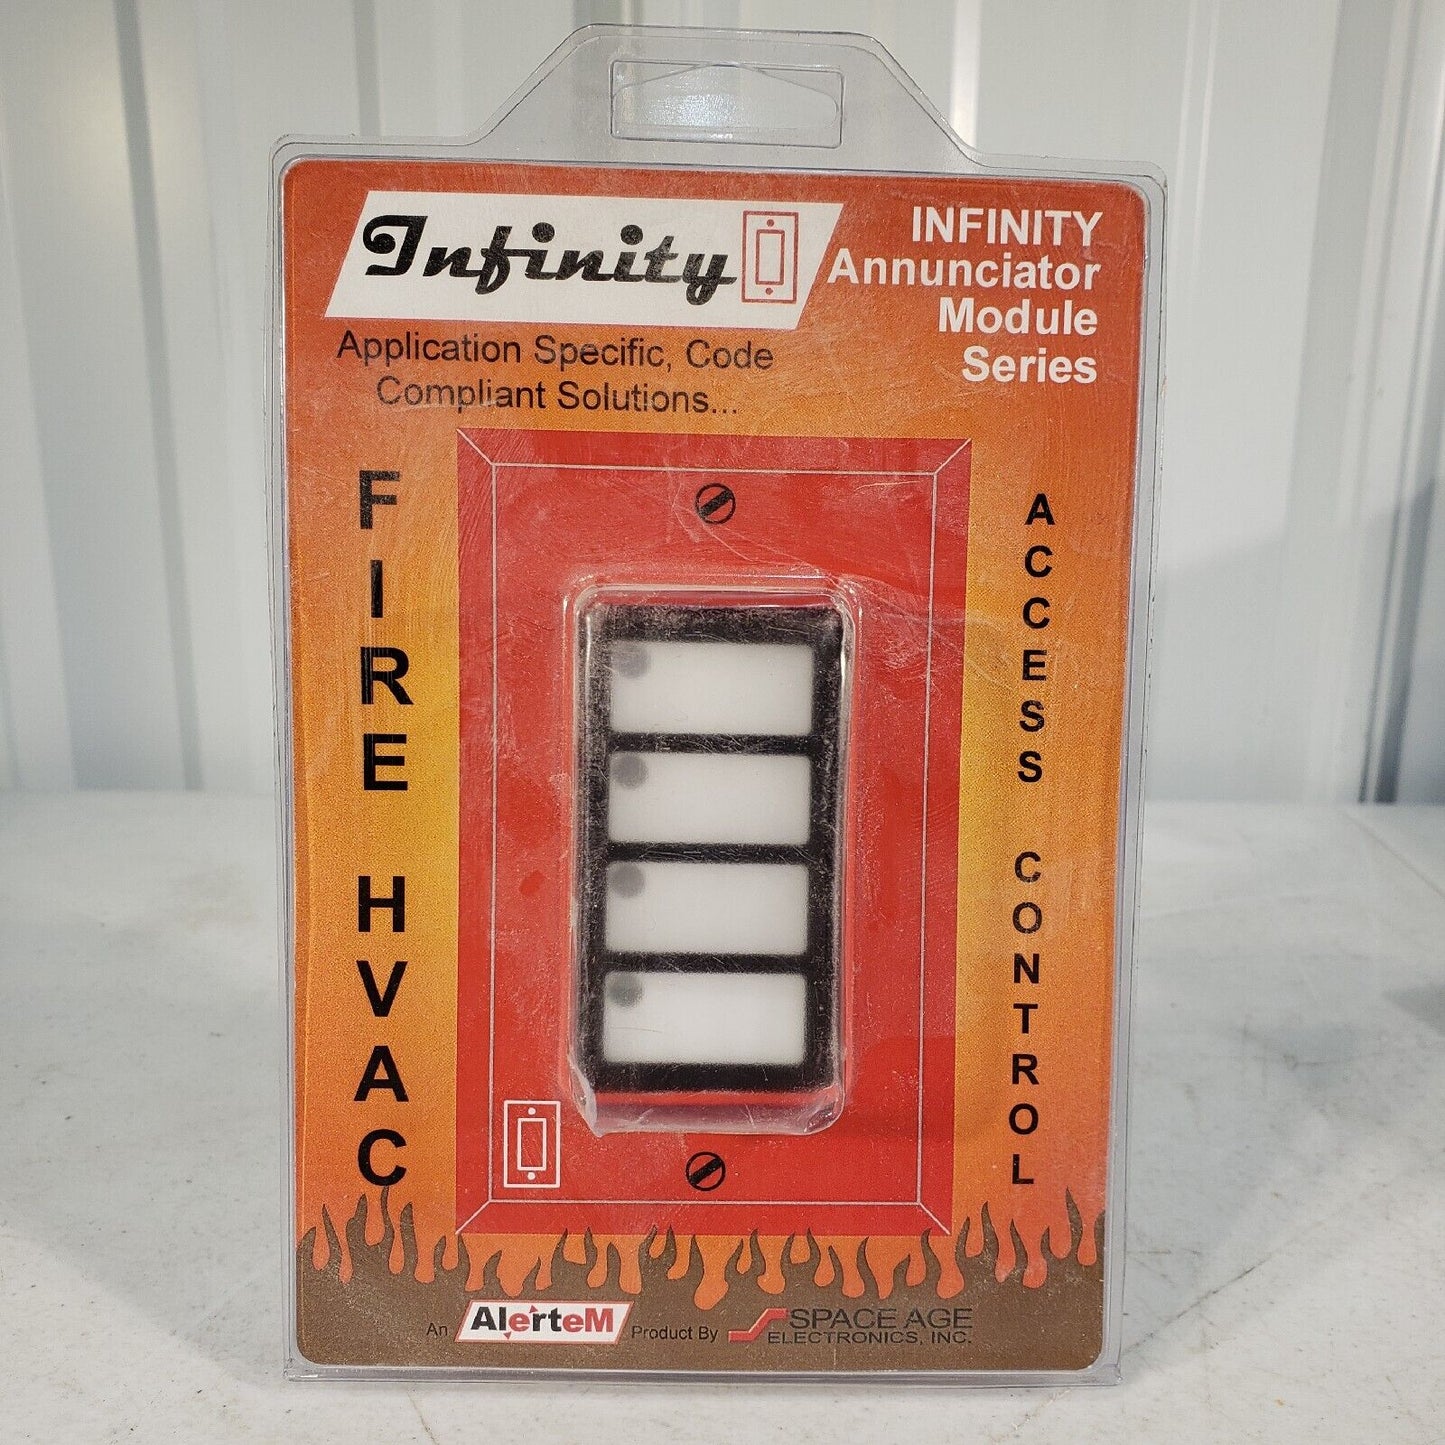 Infinity
INFINITY
Annunciator
Module
Series
Application Specific, Code
Compliant Solutions...
FIRE HVAC
ACCESS CONTROL
An AlerteM Product By SPACE AGE
ELECTRONICS, INC.